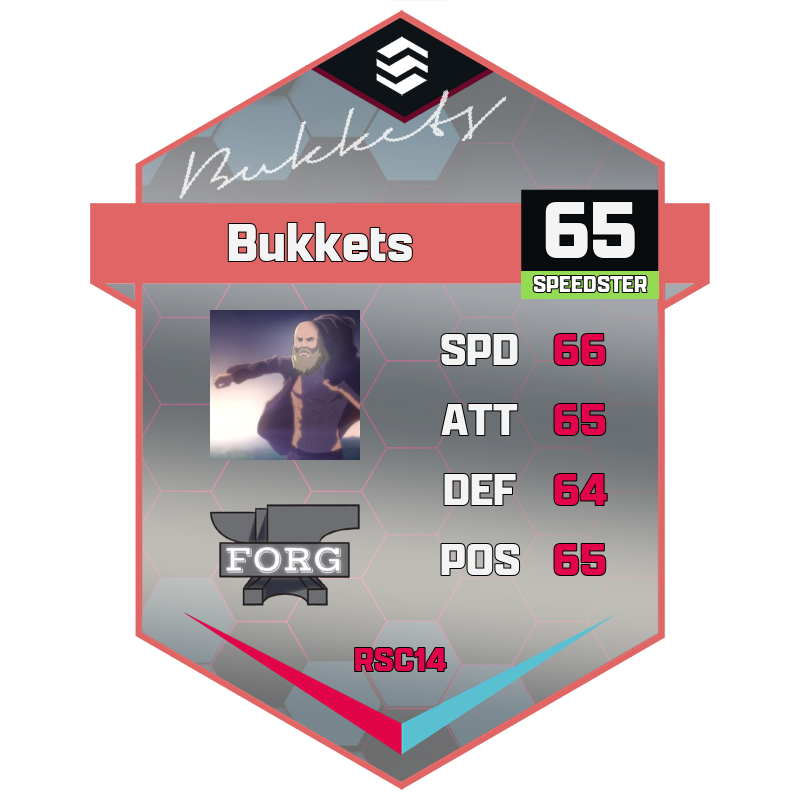 Bukkets
Bukkets 65
SPEEDSTER
SPD 66
ATT 65
DEF 64
POS 65
FORG
RSC14